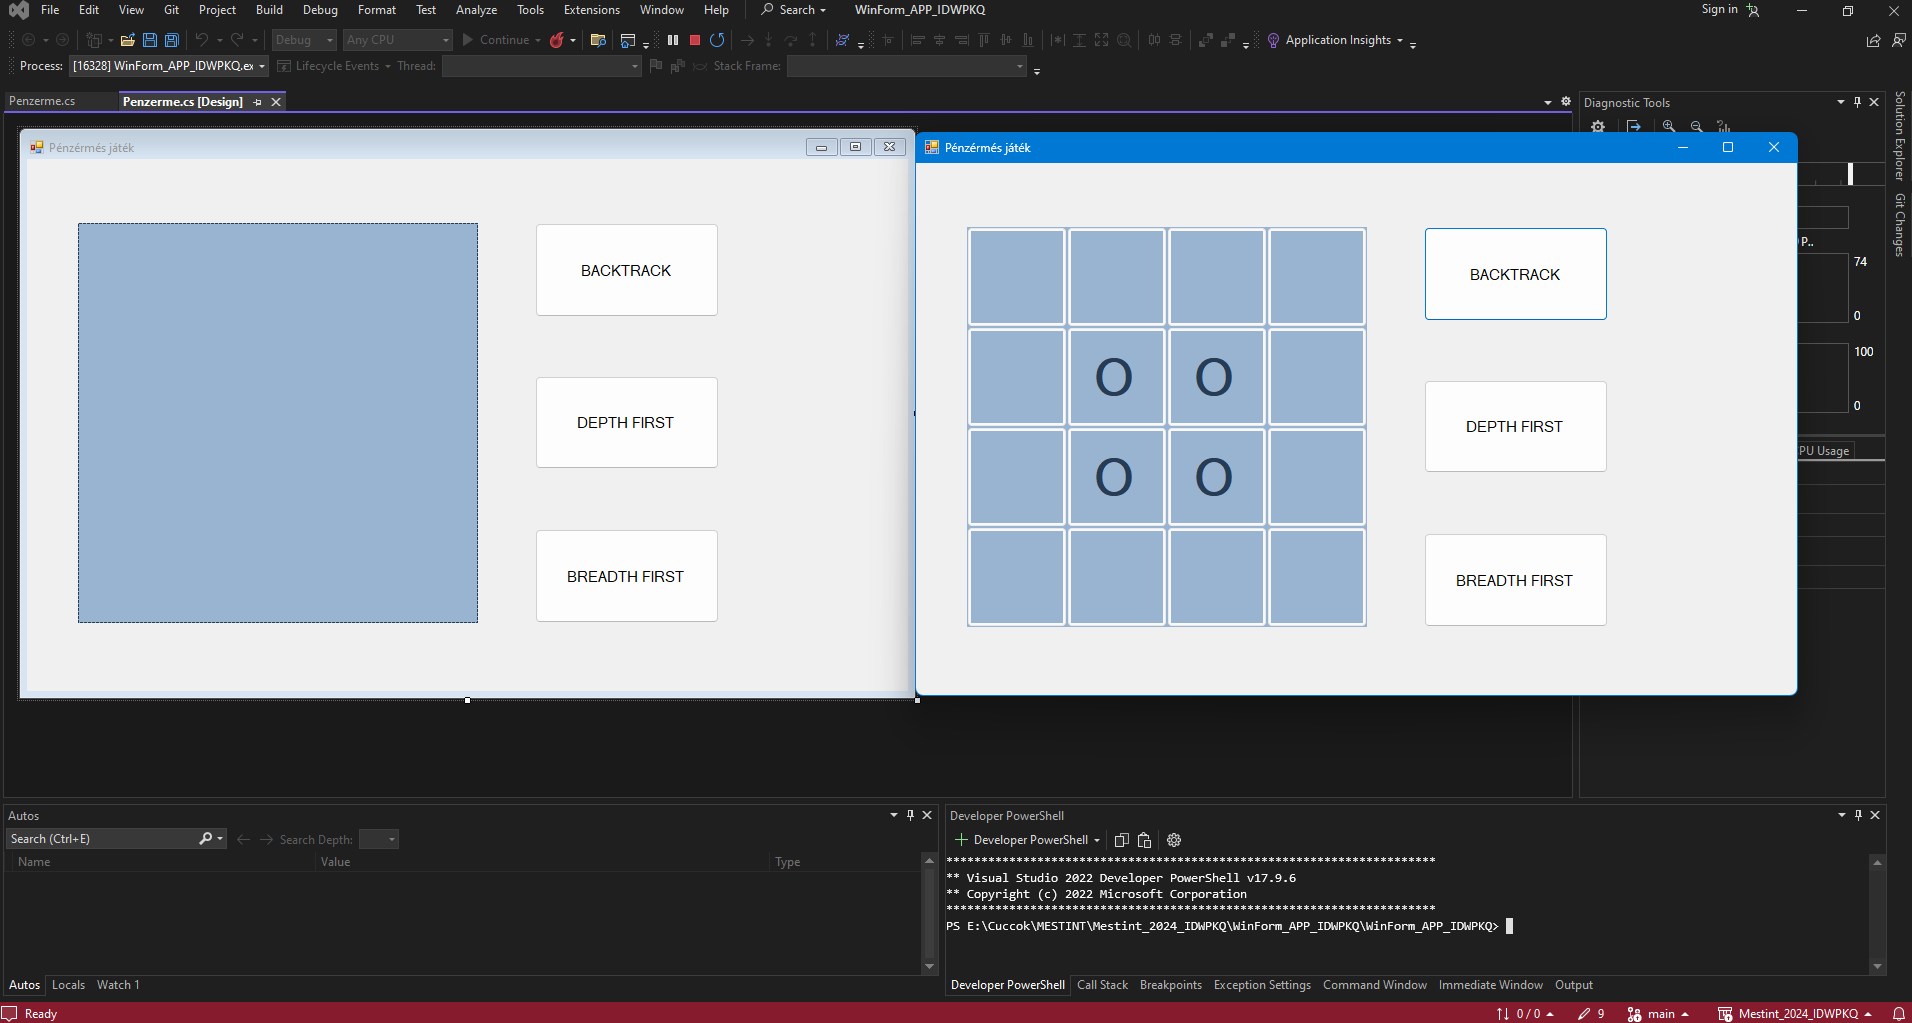 File Edit View Git Project Build Debug Format Test Analyze Tools Extensions Window Help Search WinForm_APP_IDWPKQ Sign in
Debug Any CPU Continue Application Insights
Process: [16328] WinForm_APP_IDWPKQ.ex Lifecycle Events Thread: Stack Frame:
Penzerme.cs Penzerme.cs [Design]
Diagnostic Tools
Solution Explorer
Git Changes
Pénzérmés játék
BACKTRACK
DEPTH FIRST
BREADTH FIRST
Pénzérmés játék
O O
O O
BACKTRACK
DEPTH FIRST
BREADTH FIRST
P..
74
0
100
0
PU Usage
Autos
Search (Ctrl+E) Search Depth:
Name Value Type
Autos Locals Watch 1
Developer PowerShell
Developer PowerShell
**********************************************************************
** Visual Studio 2022 Developer PowerShell v17.9.6
** Copyright (c) 2022 Microsoft Corporation
**********************************************************************
PS E:\Cuccok\MESTINT\Mestint_2024_IDWPKQ\WinForm_APP_IDWPKQ\WinForm_APP_IDWPKQ>
Developer PowerShell Call Stack Breakpoints Exception Settings Command Window Immediate Window Output
Ready 0 / 0 9 main Mestint_2024_IDWPKQ